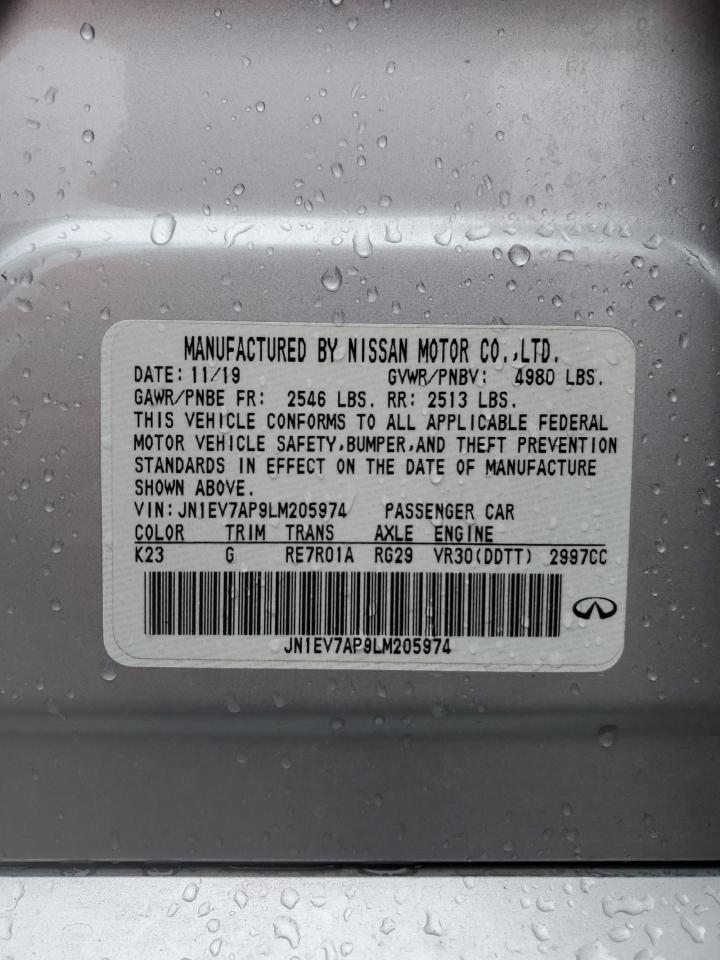 MANUFACTURED BY NISSAN MOTOR CO.,LTD.
DATE: 11/19 GVWR/PNBV: 4980 LBS.
GAWR/PNBE FR: 2546 LBS. RR: 2513 LBS.
THIS VEHICLE CONFORMS TO ALL APPLICABLE FEDERAL
MOTOR VEHICLE SAFETY,BUMPER,AND THEFT PREVENTION
STANDARDS IN EFFECT ON THE DATE OF MANUFACTURE
SHOWN ABOVE.
VIN: JN1EV7AP9LM205974 PASSENGER CAR
COLOR TRIM TRANS AXLE ENGINE
K23 G RE7R01A RG29 VR30(DDTT) 2997CC
JN1EV7AP9LM205974